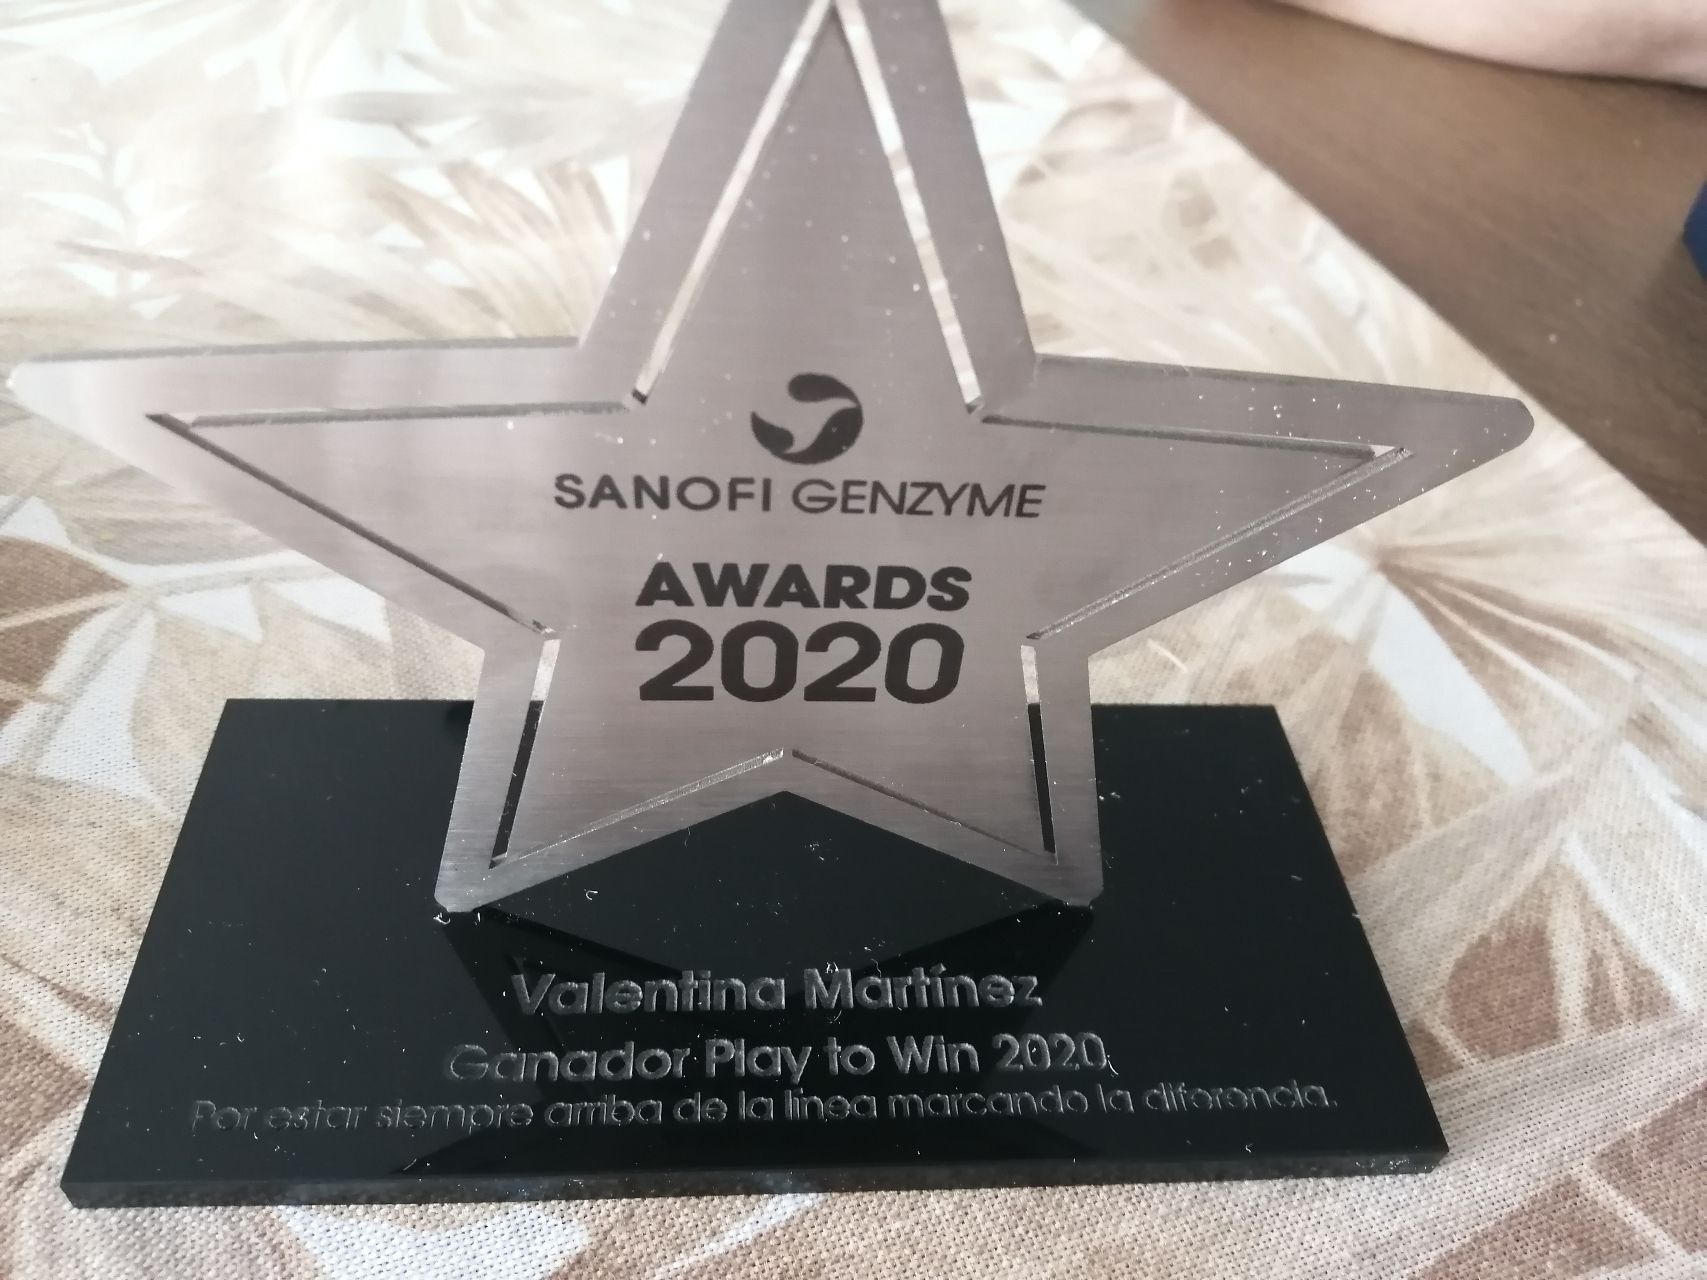 SANOFI GENZYME
AWARDS
2020
Valentina Martínez
Ganador Play to Win 2020
Por estar siempre arriba de la línea marcando la diferencia.